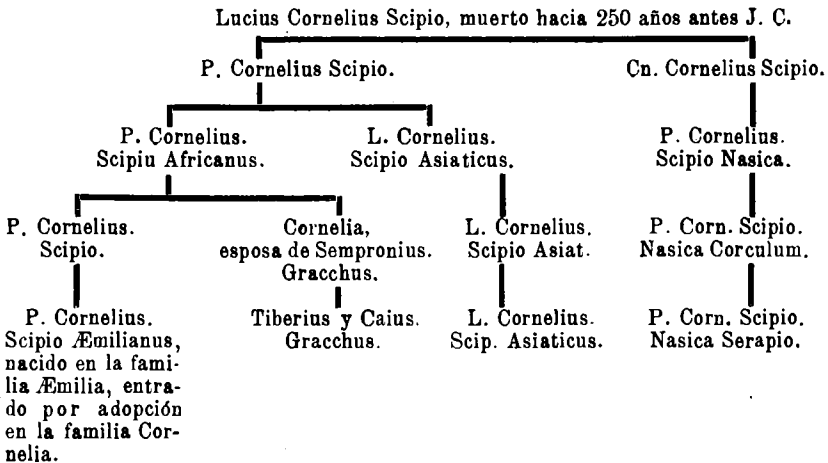 Lucius Cornelius Scipio, muerto hacia 250 años antes J. C.
P. Cornelius Scipio.
Cn. Cornelius Scipio.
P. Cornelius.
Scipiu Africanus.
L. Cornelius.
Scipio Asiaticus.
P. Cornelius.
Scipio Nasica.
P. Cornelius.
Scipio.
Cornelia,
esposa de Sempronius.
Gracchus.
L. Cornelius.
Scipio Asiat.
P. Corn. Scipio.
Nasica Corculum.
P. Cornelius.
Scipio Æmilianus,
nacido en la fami-
lia Æmilia, entra-
do por adopción
en la familia Cor-
nelia.
Tiberius y Caius.
Gracchus.
L. Cornelius.
Scip. Asiaticus.
P. Corn. Scipio.
Nasica Serapio.